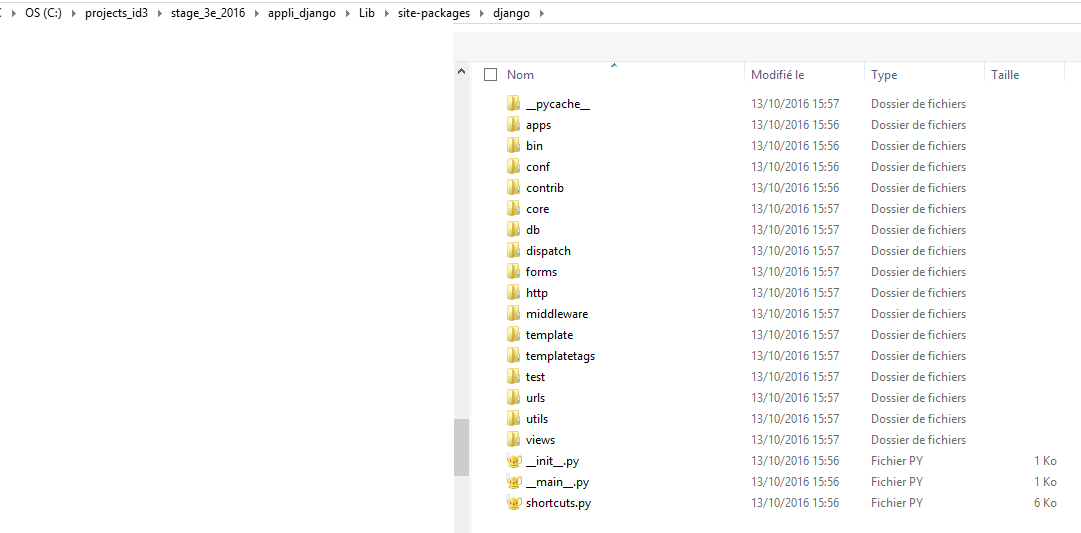 OS (C:) projects_id3 stage_3e_2016 appli_django Lib site-packages django
Nom Modifié le Type Taille
__pycache__ 13/10/2016 15:57 Dossier de fichiers
apps 13/10/2016 15:56 Dossier de fichiers
bin 13/10/2016 15:56 Dossier de fichiers
conf 13/10/2016 15:56 Dossier de fichiers
contrib 13/10/2016 15:56 Dossier de fichiers
core 13/10/2016 15:57 Dossier de fichiers
db 13/10/2016 15:57 Dossier de fichiers
dispatch 13/10/2016 15:57 Dossier de fichiers
forms 13/10/2016 15:57 Dossier de fichiers
http 13/10/2016 15:57 Dossier de fichiers
middleware 13/10/2016 15:57 Dossier de fichiers
template 13/10/2016 15:57 Dossier de fichiers
templatetags 13/10/2016 15:57 Dossier de fichiers
test 13/10/2016 15:57 Dossier de fichiers
urls 13/10/2016 15:57 Dossier de fichiers
utils 13/10/2016 15:57 Dossier de fichiers
views 13/10/2016 15:57 Dossier de fichiers
__init__.py 13/10/2016 15:56 Fichier PY 1 Ko
__main__.py 13/10/2016 15:56 Fichier PY 1 Ko
shortcuts.py 13/10/2016 15:56 Fichier PY 6 Ko